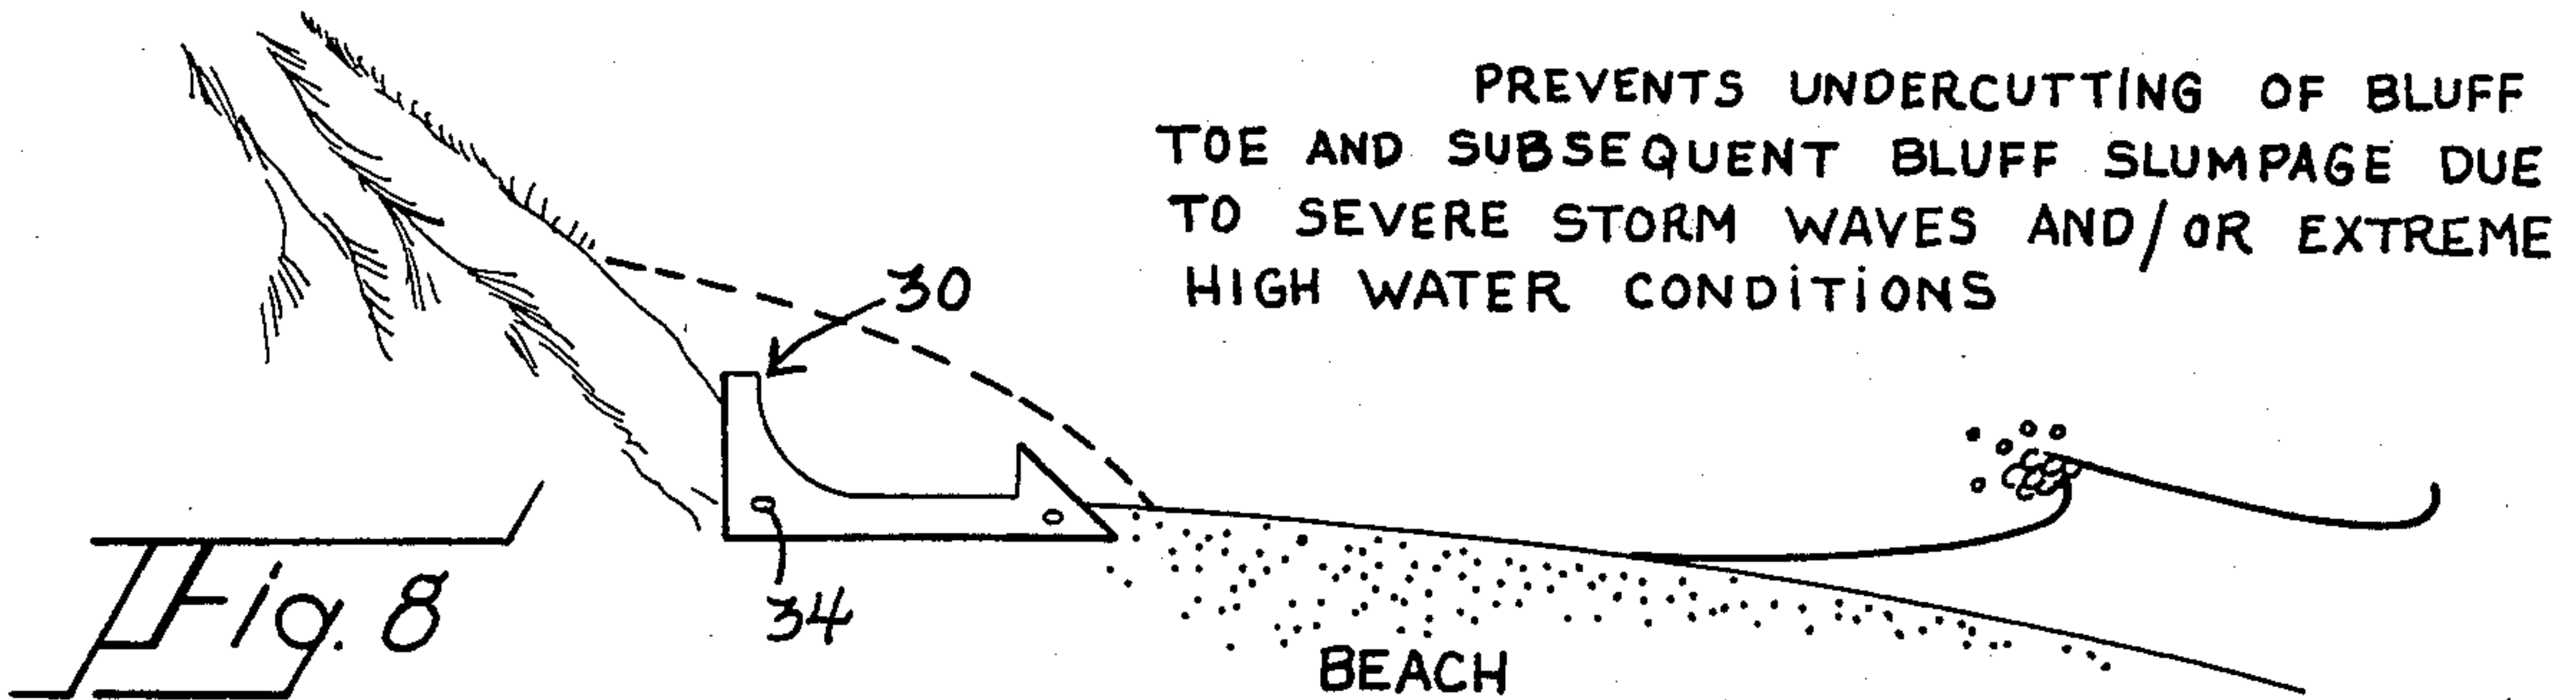 PREVENTS UNDERCUTTING OF BLUFF
TOE AND SUBSEQUENT BLUFF SLUMPAGE DUE
TO SEVERE STORM WAVES AND/OR EXTREME
HIGH WATER CONDITIONS
30
34
Fig. 8
BEACH